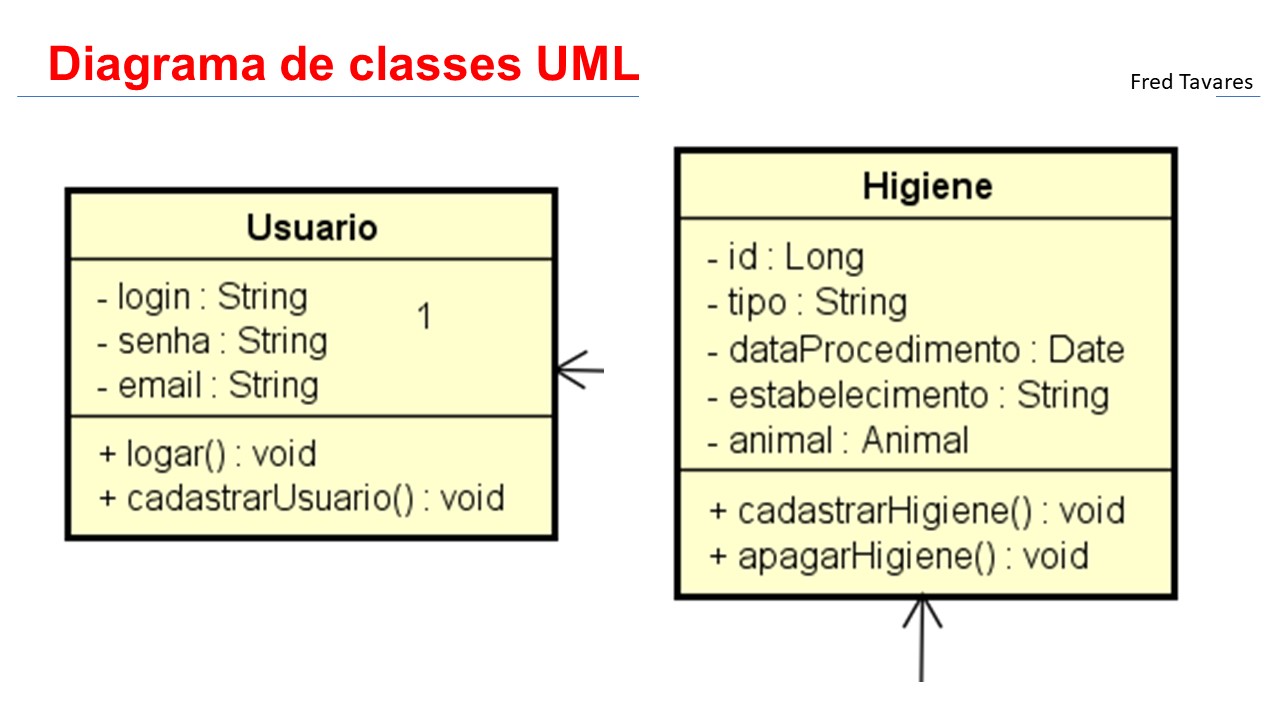 Diagrama de classes UML
Fred Tavares
Usuario
- login : String
- senha : String
- email : String
1
+ logar() : void
+ cadastrarUsuario() : void
Higiene
- id : Long
- tipo : String
- dataProcedimento : Date
- estabelecimento : String
- animal : Animal
+ cadastrarHigiene() : void
+ apagarHigiene() : void